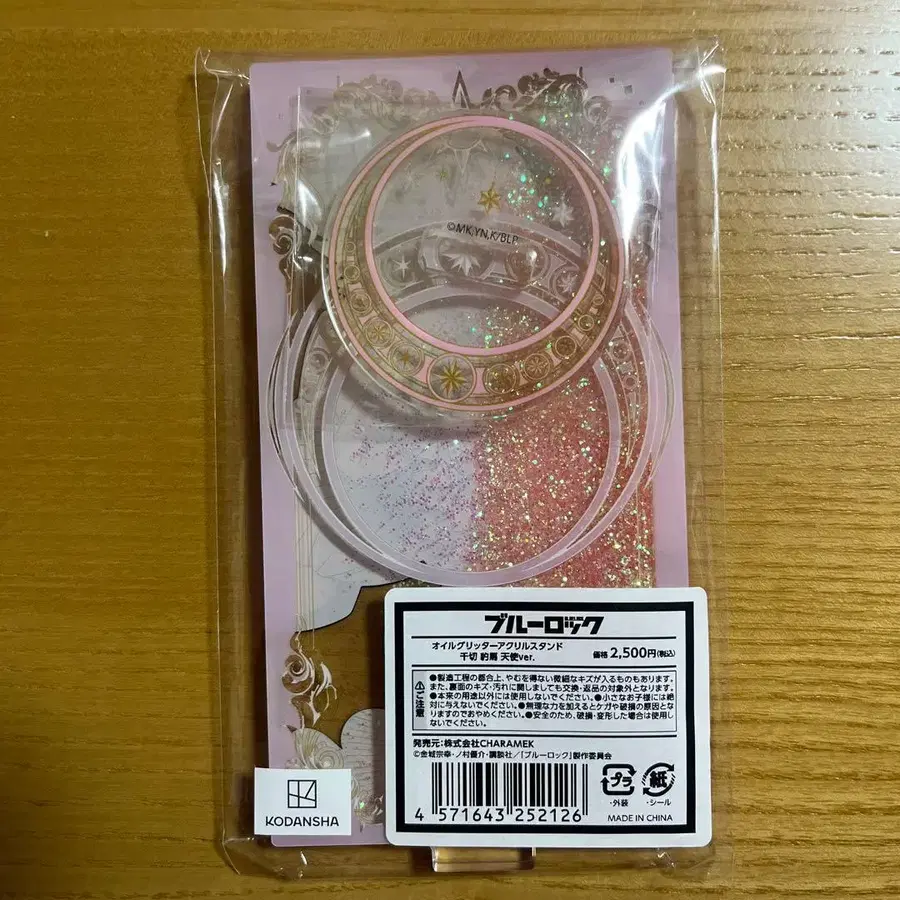 ©MK,YN,K/BLP.
ブルーロック
オイルグリッターアクリルスタンド
千切 豹馬 天使ver.
価格 2,500円(税込)
ご注意
●製造工程の都合上、やむを得ない微細なキズが入るものもあります。
また、裏面のキズ・汚れに関しましても交換・返品の対象外となります。
●本来の用途以外には使用しないでください。●小さなお子様には絶
対に与えないでください。●無理な力を加えるとケガや破損の原因とな
りますのでおやめください。●安全のため、破損・変形した場合は使用し
ないでください。
発売元:株式会社CHARAMEK
©金城宗幸・ノ村優介・講談社/「ブルーロック」製作委員会
4 571643 252126
プラ
・外装
紙
・シール
MADE IN CHINA
KODANSHA